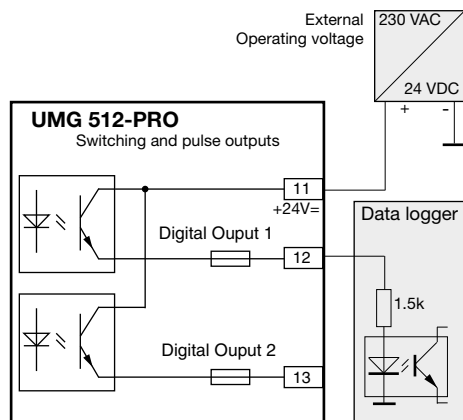 External
Operating voltage
230 VAC
24 VDC
+ -
UMG 512-PRO
Switching and pulse outputs
11
+24V=
Data logger
Digital Ouput 1
12
1.5k
Digital Ouput 2
13